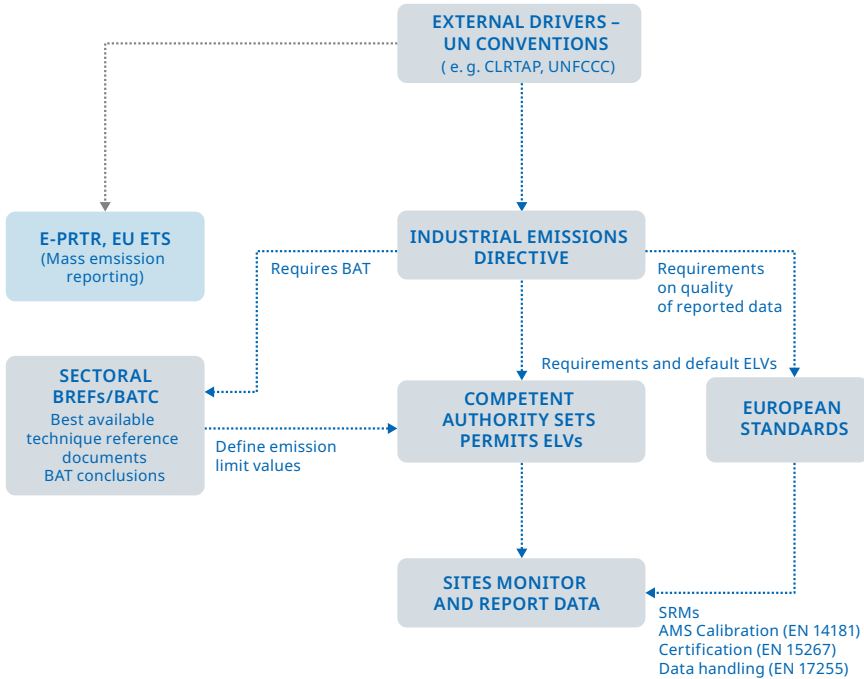 EXTERNAL DRIVERS –
UN CONVENTIONS
( e. g. CLRTAP, UNFCCC)
E-PRTR, EU ETS
(Mass emsission
reporting)
INDUSTRIAL EMISSIONS
DIRECTIVE
Requires BAT
Requirements
on quality
of reported data
Requirements and default ELVs
SECTORAL
BREFs/BATC
Best available
technique reference
documents
BAT conclusions
Define emission
limit values
COMPETENT
AUTHORITY SETS
PERMITS ELVs
EUROPEAN
STANDARDS
SITES MONITOR
AND REPORT DATA
SRMs
AMS Calibration (EN 14181)
Certification (EN 15267)
Data handling (EN 17255)